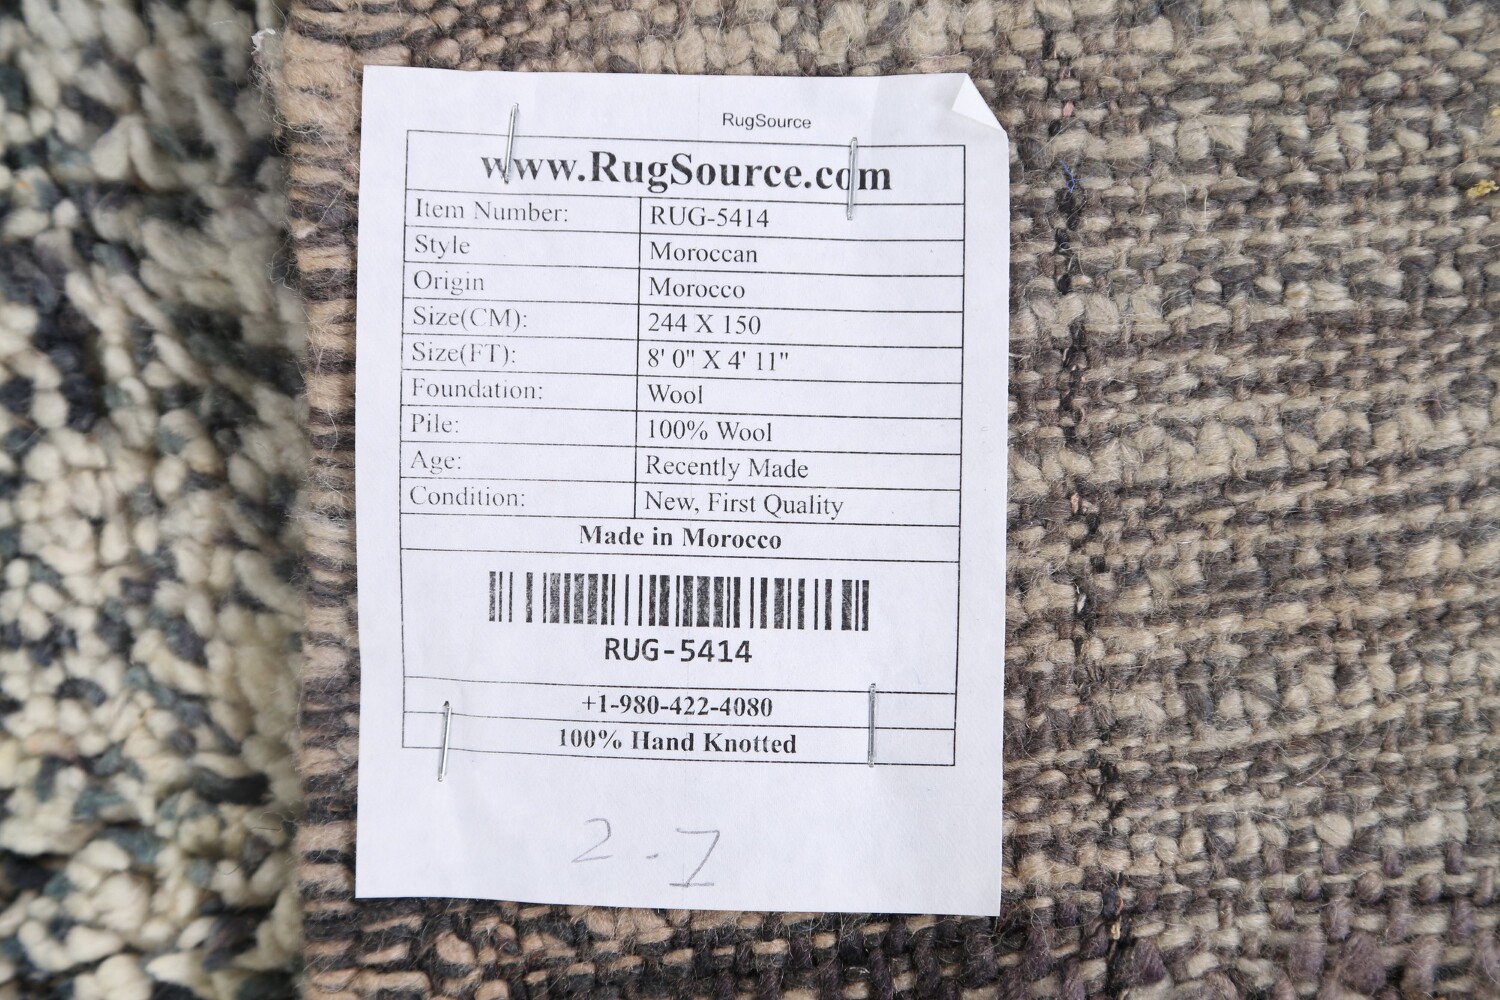 RugSource
www.RugSource.com
Item Number: RUG-5414
Style Moroccan
Origin Morocco
Size(CM): 244 X 150
Size(FT): 8' 0" X 4' 11"
Foundation: Wool
Pile: 100% Wool
Age: Recently Made
Condition: New, First Quality
Made in Morocco
RUG-5414
+1-980-422-4080
100% Hand Knotted